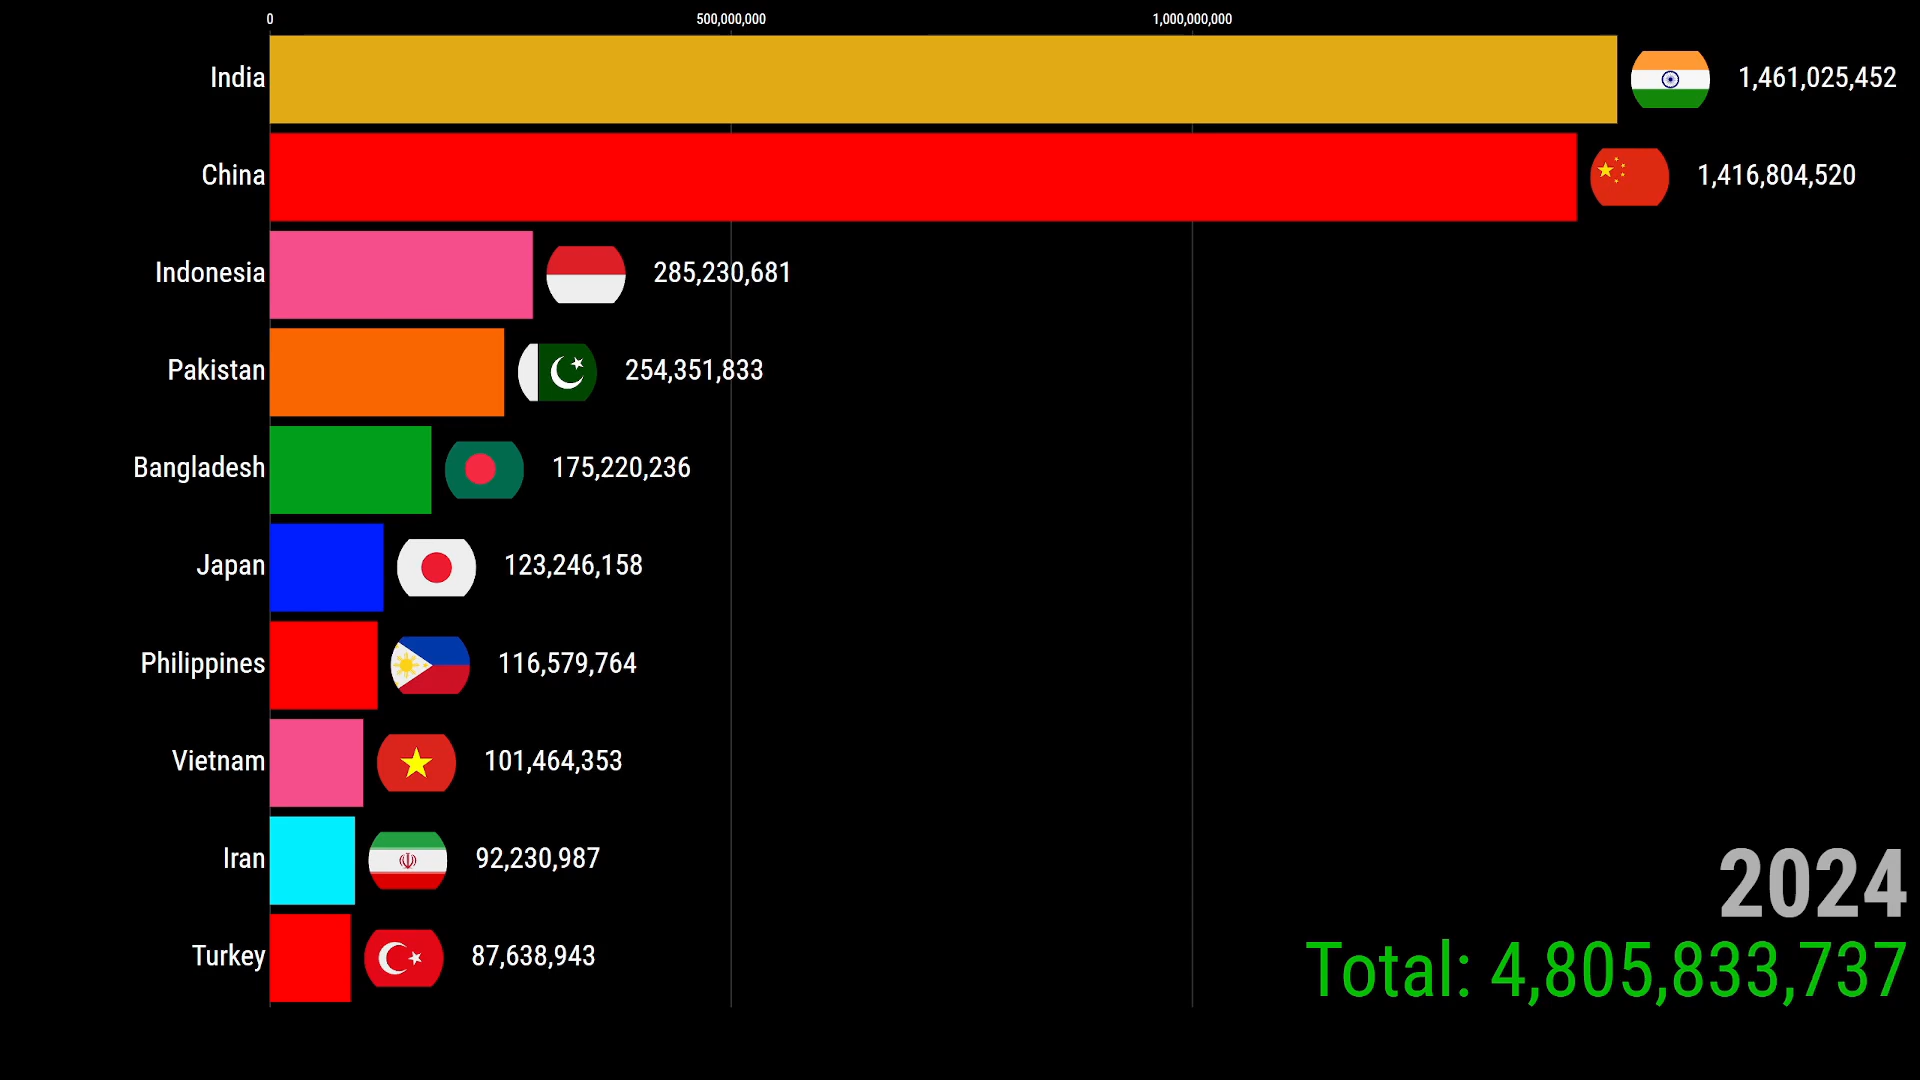 0 500,000,000 1,000,000,000
India 1,461,025,452
China 1,416,804,520
Indonesia 285,230,681
Pakistan 254,351,833
Bangladesh 175,220,236
Japan 123,246,158
Philippines 116,579,764
Vietnam 101,464,353
Iran 92,230,987
Turkey 87,638,943
2024
Total: 4,805,833,737